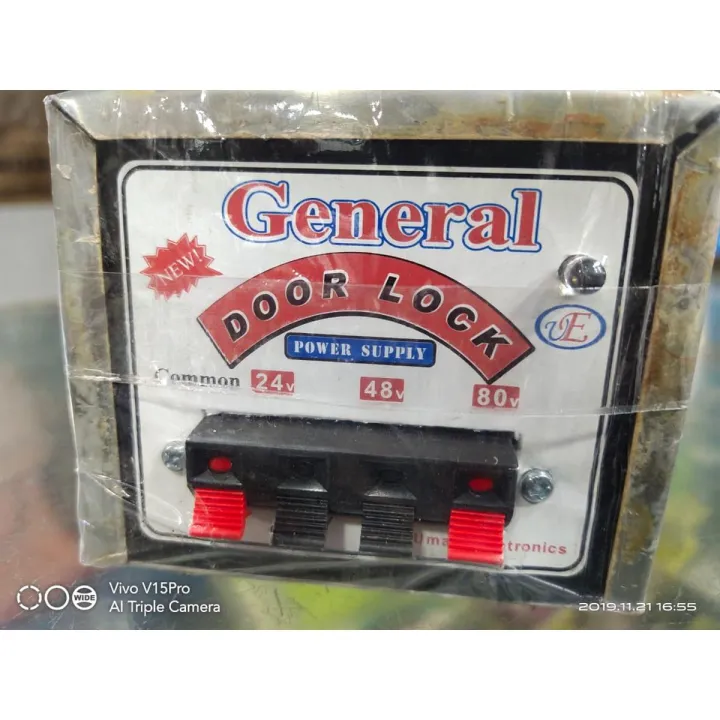 General
NEW!
DOOR LOCK
UE
POWER SUPPLY
Common 24v 48v 80v
Vivo V15Pro
AI Triple Camera
WIDE
2019.11.21 16:55